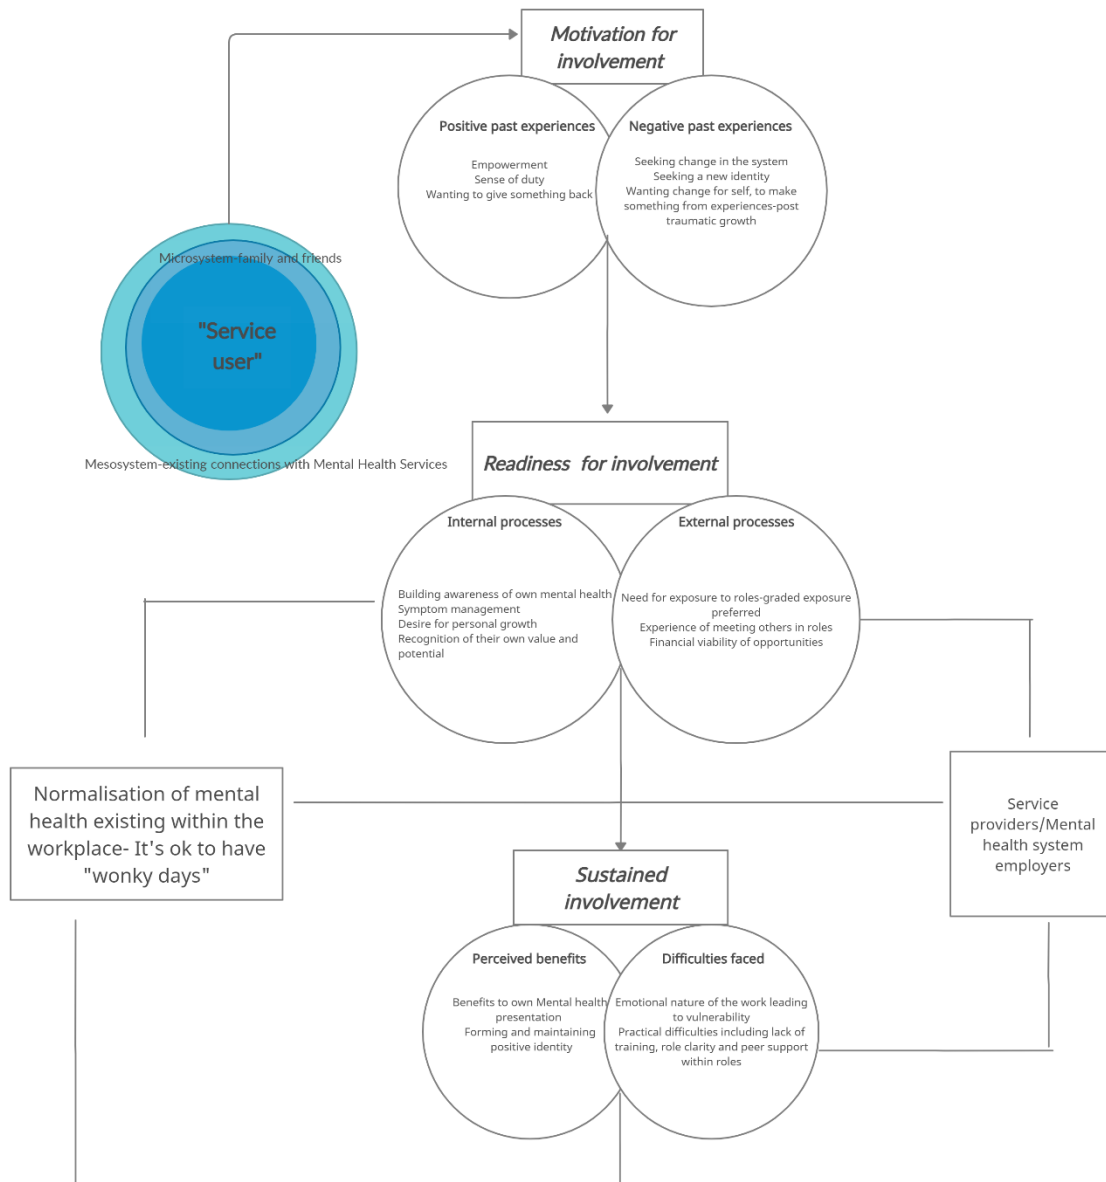 Motivation for
involvement
Positive past experiences
Empowerment
Sense of duty
Wanting to give something back
Negative past experiences
Seeking change in the system
Seeking a new identity
Wanting change for self, to make
something from experiences-post
traumatic growth
Microsystem-family and friends
"Service
user"
Mesosystem-existing connections with Mental Health Services
Readiness for involvement
Internal processes
Building awareness of own mental health
Symptom management
Desire for personal growth
Recognition of their own value and
potential
External processes
Need for exposure to roles-graded exposure
preferred
Experience of meeting others in roles
Financial viability of opportunities
Normalisation of mental
health existing within the
workplace- It's ok to have
"wonky days"
Service
providers/Mental
health system
employers
Sustained
involvement
Perceived benefits
Benefits to own Mental health
presentation
Forming and maintaining
positive identity
Difficulties faced
Emotional nature of the work leading
to vulnerability
Practical difficulties including lack of
training, role clarity and peer support
within roles